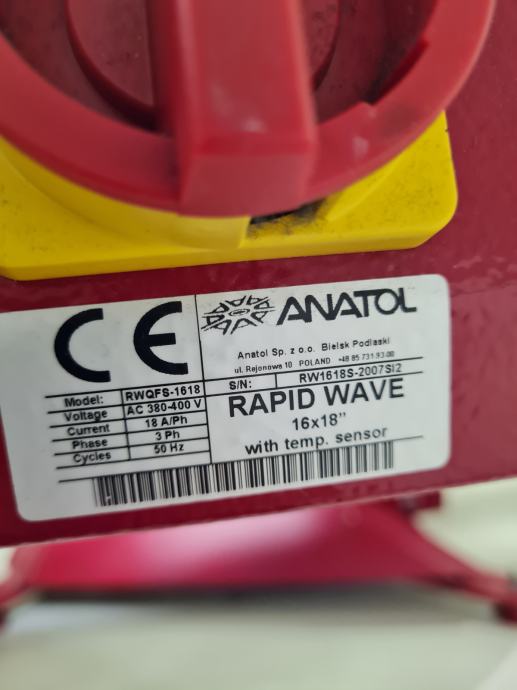 CE
ANATOL
Anatol Sp. z o.o. Bielsk Podlaski
ul. Rejonowa 10 POLAND +48 85 731 93 00
Model: RWQFS-1618
Voltage AC 380-400 V
Current 18 A/Ph
Phase 3 Ph
Cycles 50 Hz
S/N: RW1618S-2007SI2
RAPID WAVE
16x18"
with temp. sensor